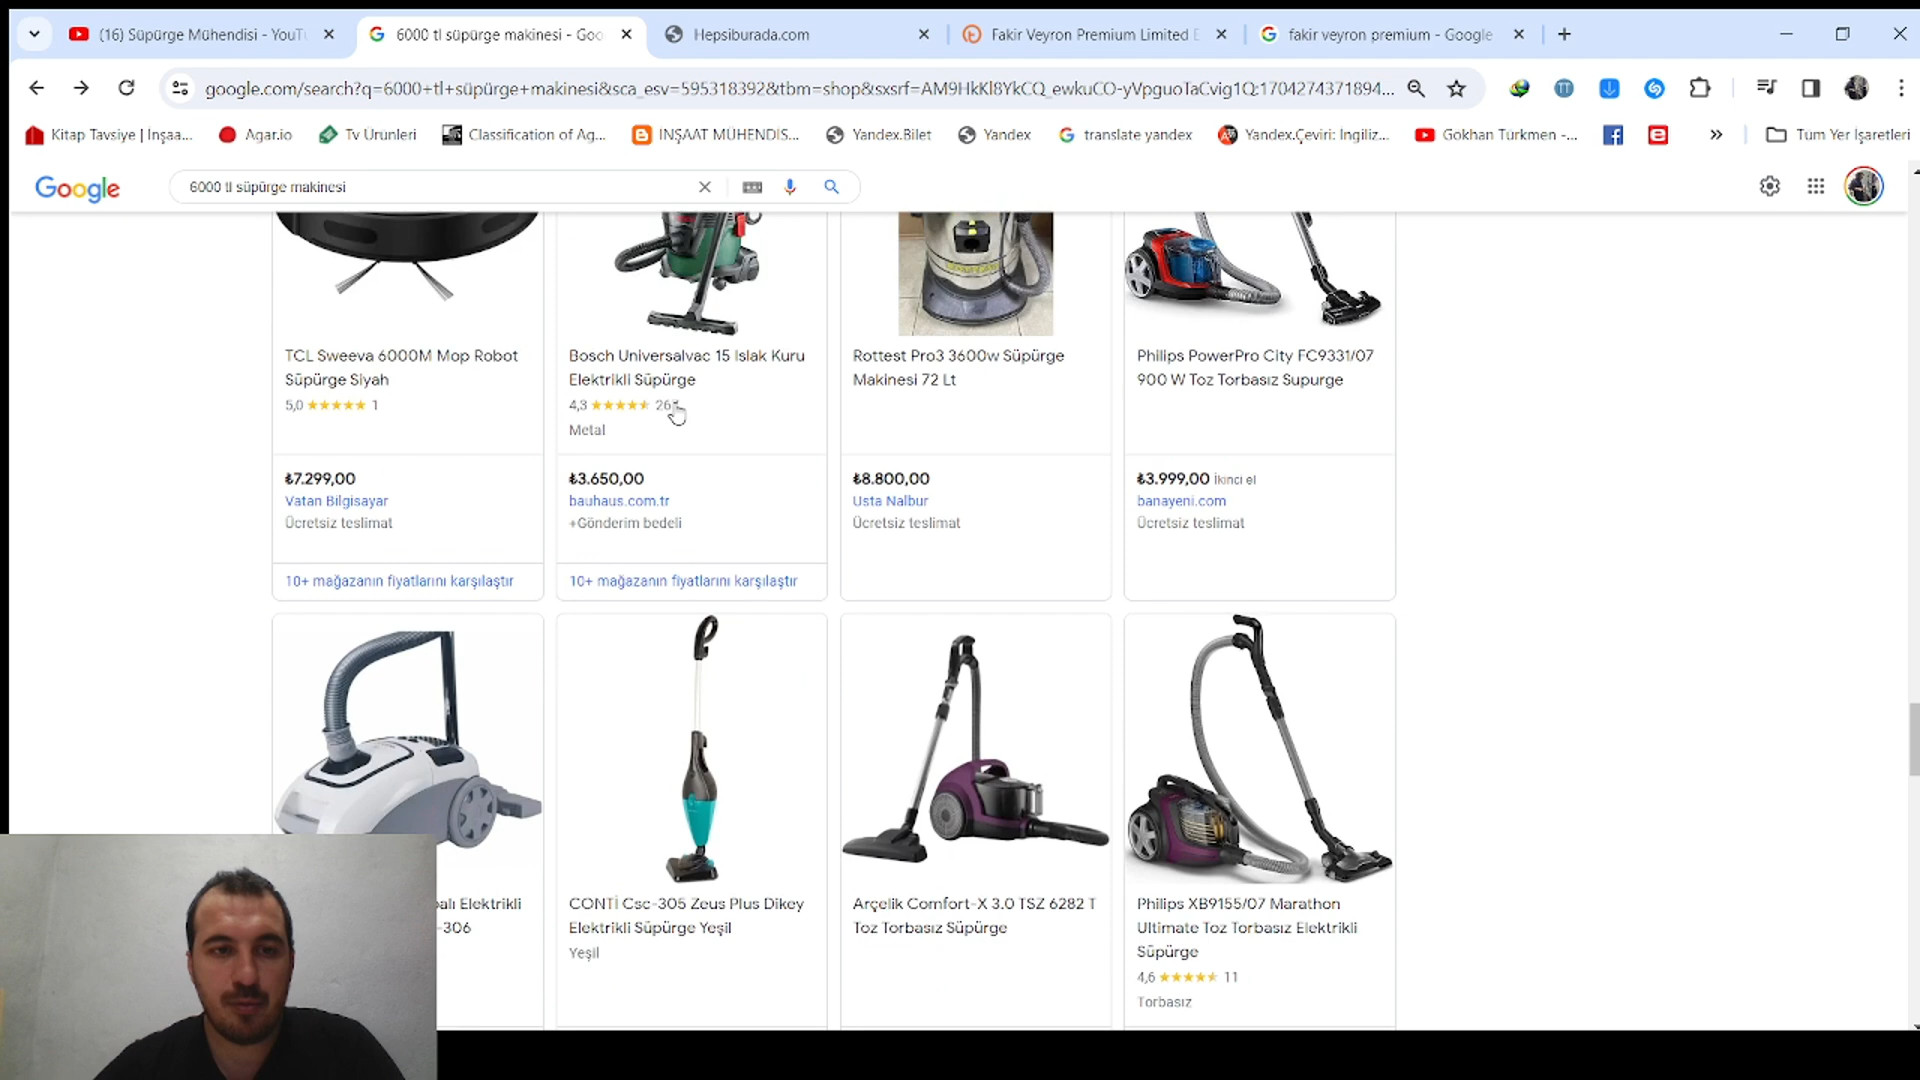 (16) Süpürge Mühendisi - YouTu
6000 tl süpürge makinesi - Goo
Hepsiburada.com
Fakir Veyron Premium Limited E
fakir veyron premium - Google
google.com/search?q=6000+tl+süpürge+makinesi&sca_esv=595318392&tbm=shop&sxsrf=AM9HkKl8YkCQ_ewkuCO-yVpguoTaCvig1Q:1704274371894...
Kitap Tavsiye | İnşaa...
Agar.io
Tv Ürünleri
Classification of Ag...
İNŞAAT MÜHENDİS...
Yandex.Bilet
Yandex
translate yandex
Yandex.Çeviri: İngiliz...
Gökhan Türkmen -...
»
Tüm Yer İşaretleri
Google
6000 tl süpürge makinesi
TCL Sweeva 6000M Mop Robot
Süpürge Siyah
5,0 ★★★★★ 1
₺7.299,00
Vatan Bilgisayar
Ücretsiz teslimat
10+ mağazanın fiyatlarını karşılaştır
Bosch Universalvac 15 Islak Kuru
Elektrikli Süpürge
4,3
Metal
₺3.650,00
bauhaus.com.tr
+Gönderim bedeli
10+ mağazanın fiyatlarını karşılaştır
Rottest Pro3 3600w Süpürge
Makinesi 72 Lt
₺8.800,00
Usta Nalbur
Ücretsiz teslimat
Philips PowerPro City FC9331/07
900 W Toz Torbasız Supurge
₺3.999,00 İkinci el
banayeni.com
Ücretsiz teslimat
alı Elektrikli
-306
CONTİ Csc-305 Zeus Plus Dikey
Elektrikli Süpürge Yeşil
Yeşil
Arçelik Comfort-X 3.0 TSZ 6282 T
Toz Torbasız Süpürge
Philips XB9155/07 Marathon
Ultimate Toz Torbasız Elektrikli
Süpürge
4,6 ★★★★★ 11
Torbasız